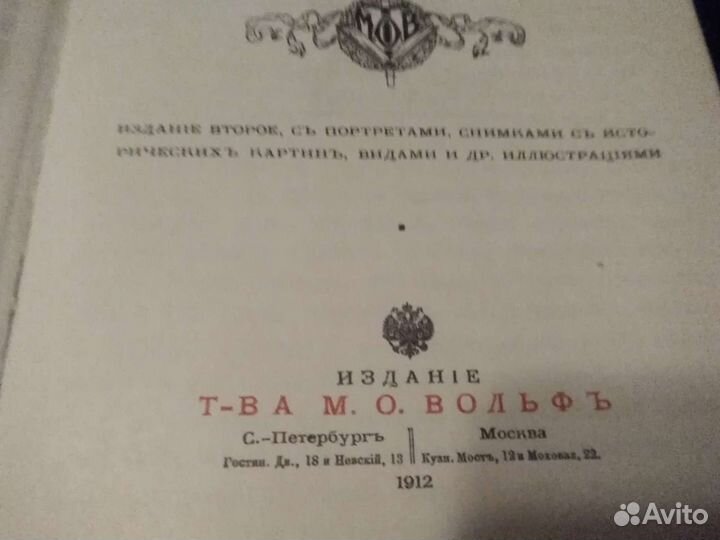 МФВ
ИЗДАНІЕ ВТОРОЕ, СЪ ПОРТРЕТАМИ, СНИМКАМИ СЪ ИСТО-
РИЧЕСКИХЪ КАРТИНЪ, ВИДАМИ И ДР. ИЛЛЮСТРАЦІЯМИ
ИЗДАНІЕ
Т-ВА М. О. ВОЛЬФЪ
С.-Петербургъ Москва
Гостин. Дв., 18 и Невскій, 13 Кузн. Мостъ, 12 и Моховая, 22.
1912
Avito